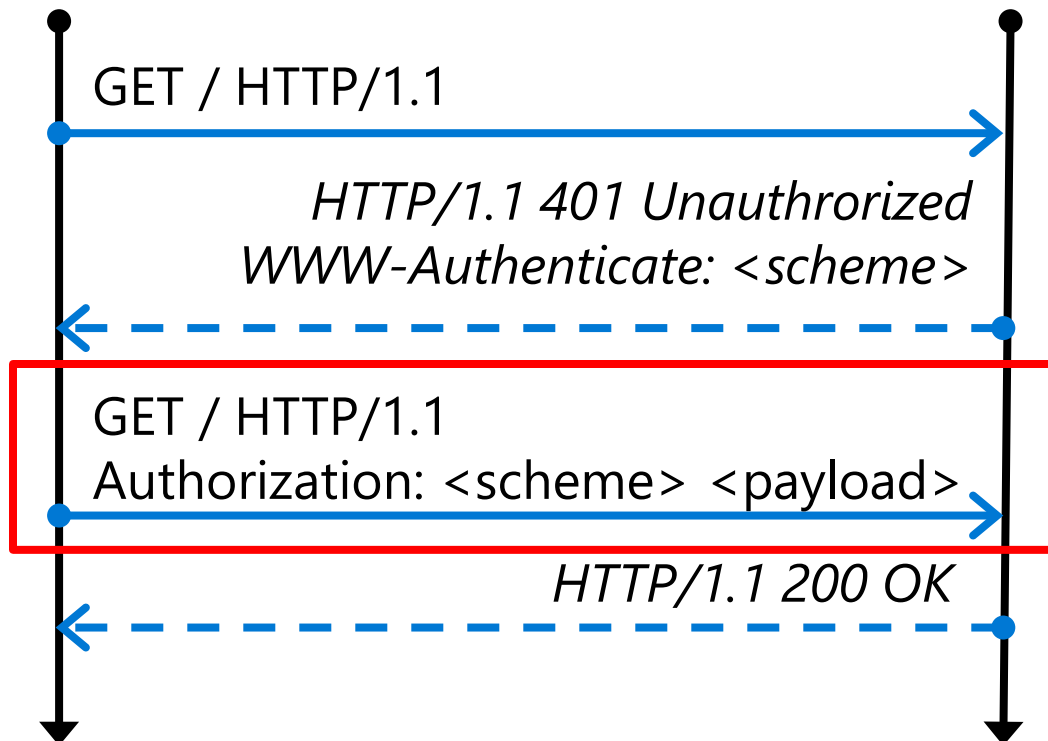 GET / HTTP/1.1
HTTP/1.1 401 Unauthrorized
WWW-Authenticate: <scheme>
GET / HTTP/1.1
Authorization: <scheme> <payload>
HTTP/1.1 200 OK